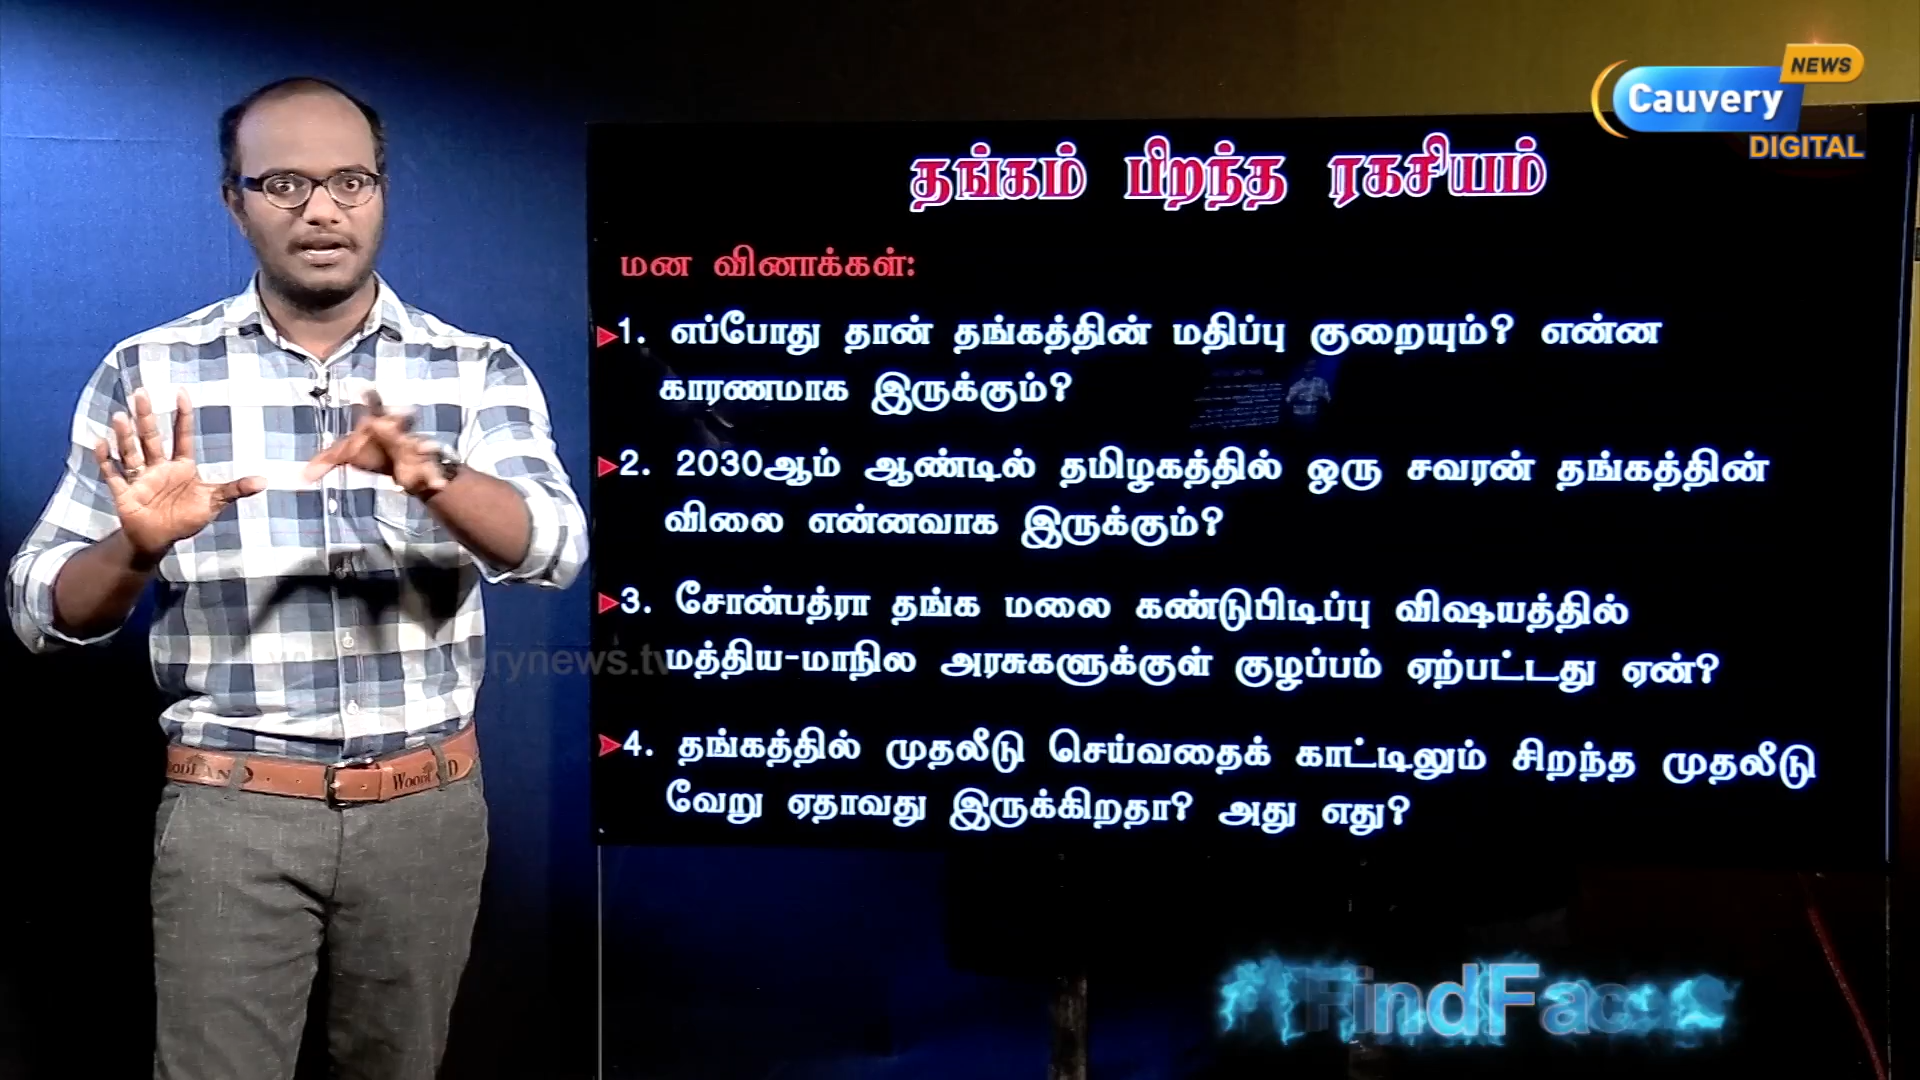 NEWS
Cauvery
DIGITAL
தங்கம் பிறந்த ரகசியம்
மன வினாக்கள்:
1. எப்போது தான் தங்கத்தின் மதிப்பு குறையும்? என்ன
காரணமாக இருக்கும்?
2. 2030ஆம் ஆண்டில் தமிழகத்தில் ஒரு சவரன் தங்கத்தின்
விலை என்னவாக இருக்கும்?
3. சோன்பத்ரா தங்க மலை கண்டுபிடிப்பு விஷயத்தில்
மத்திய-மாநில அரசுகளுக்குள் குழப்பம் ஏற்பட்டது ஏன்?
4. தங்கத்தில் முதலீடு செய்வதைக் காட்டிலும் சிறந்த முதலீடு
வேறு ஏதாவது இருக்கிறதா? அது எது?
WOODLAND